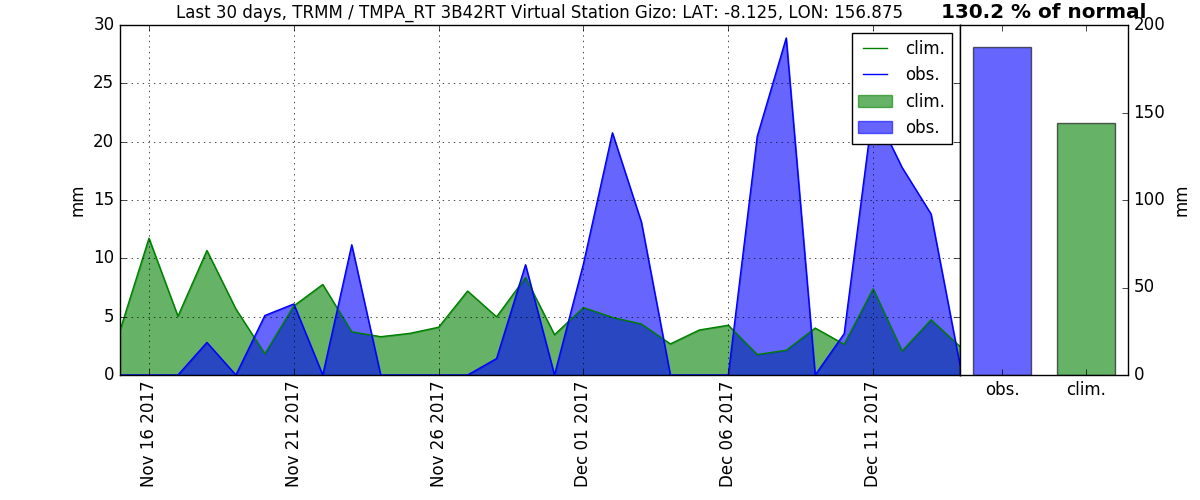 Last 30 days, TRMM / TMPA_RT 3B42RT Virtual Station Gizo: LAT: -8.125, LON: 156.875
130.2 % of normal
30
25
20
15
10
5
0
mm
clim.
obs.
clim.
obs.
Nov 16 2017
Nov 21 2017
Nov 26 2017
Dec 01 2017
Dec 06 2017
Dec 11 2017
200
150
100
50
0
mm
obs.
clim.